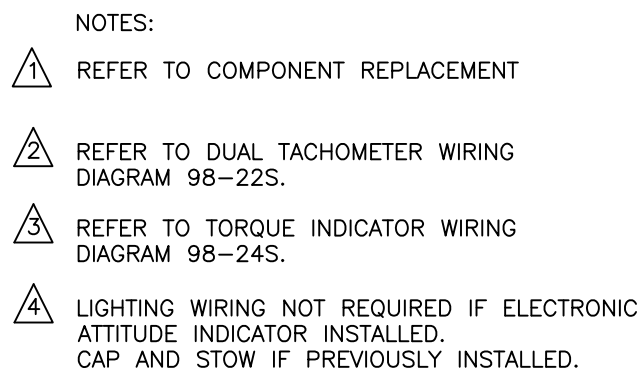 NOTES:
1 REFER TO COMPONENT REPLACEMENT
2 REFER TO DUAL TACHOMETER WIRING
DIAGRAM 98-22S.
3 REFER TO TORQUE INDICATOR WIRING
DIAGRAM 98-24S.
4 LIGHTING WIRING NOT REQUIRED IF ELECTRONIC
ATTITUDE INDICATOR INSTALLED.
CAP AND STOW IF PREVIOUSLY INSTALLED.